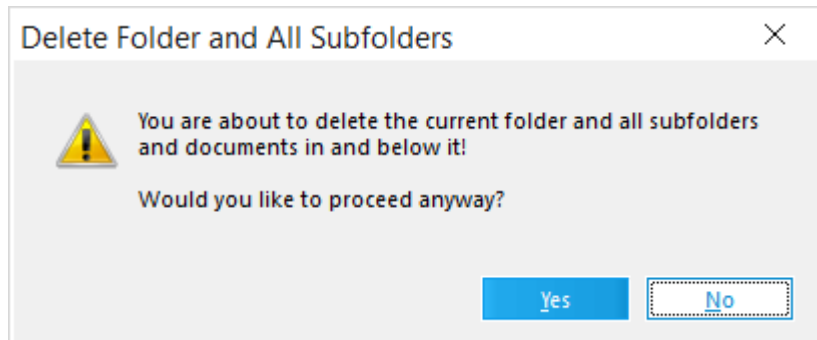 Delete Folder and All Subfolders
You are about to delete the current folder and all subfolders
and documents in and below it!
Would you like to proceed anyway?
Yes
No